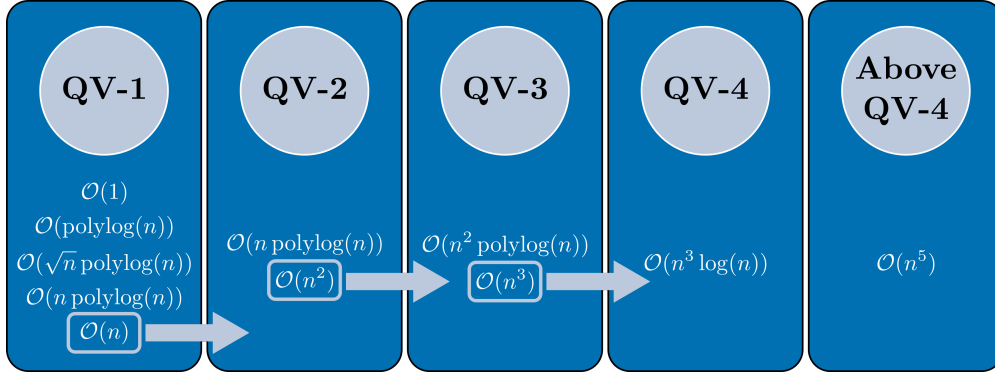 QV-1
𝒪(1)
𝒪(polylog(n))
𝒪(√n polylog(n))
𝒪(n polylog(n))
𝒪(n)
QV-2
𝒪(n polylog(n))
𝒪(n²)
QV-3
𝒪(n² polylog(n))
𝒪(n³)
QV-4
𝒪(n³ log(n))
Above
QV-4
𝒪(n⁵)